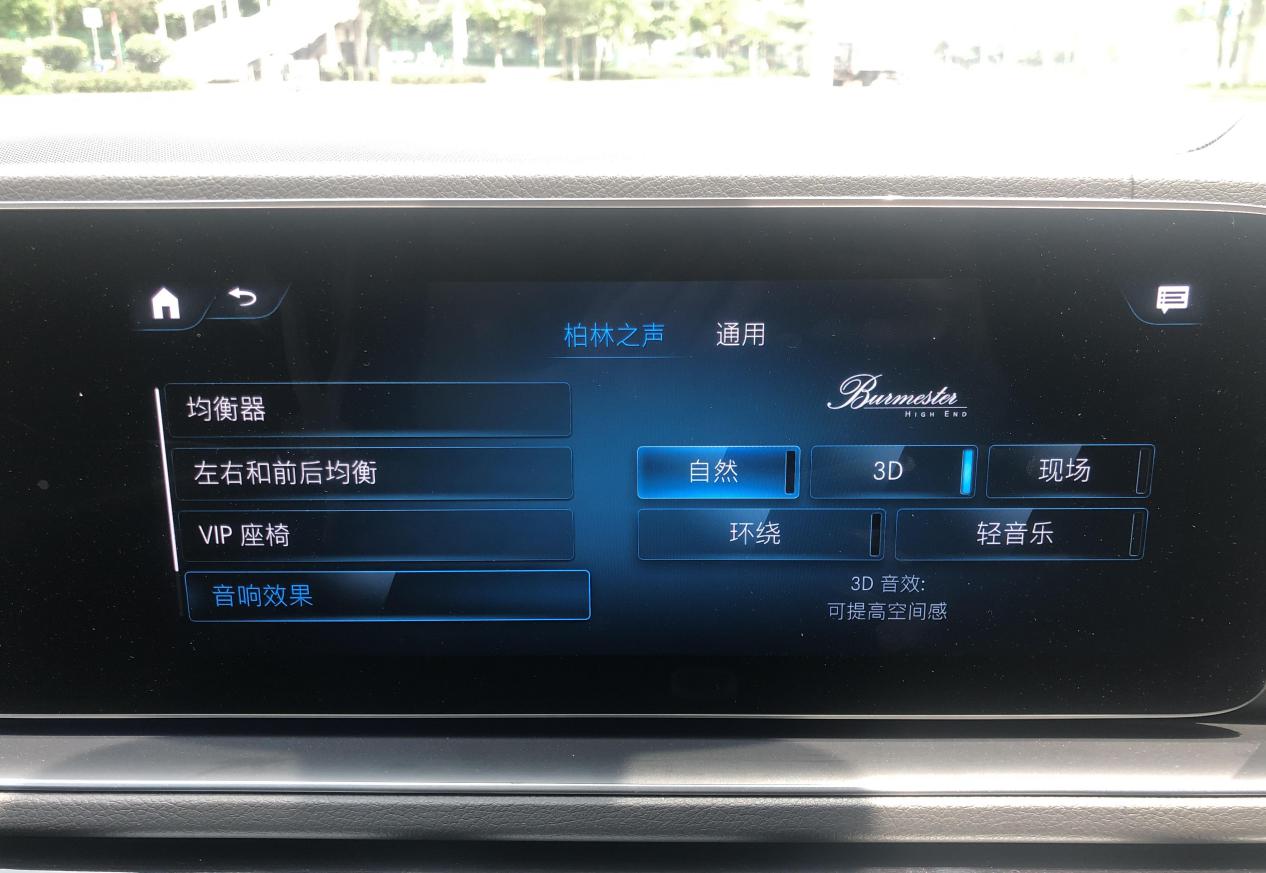 柏林之声 通用
均衡器
左右和前后均衡
VIP 座椅
音响效果
Burmester
HIGH END
自然 3D 现场
环绕 轻音乐
3D 音效:
可提高空间感